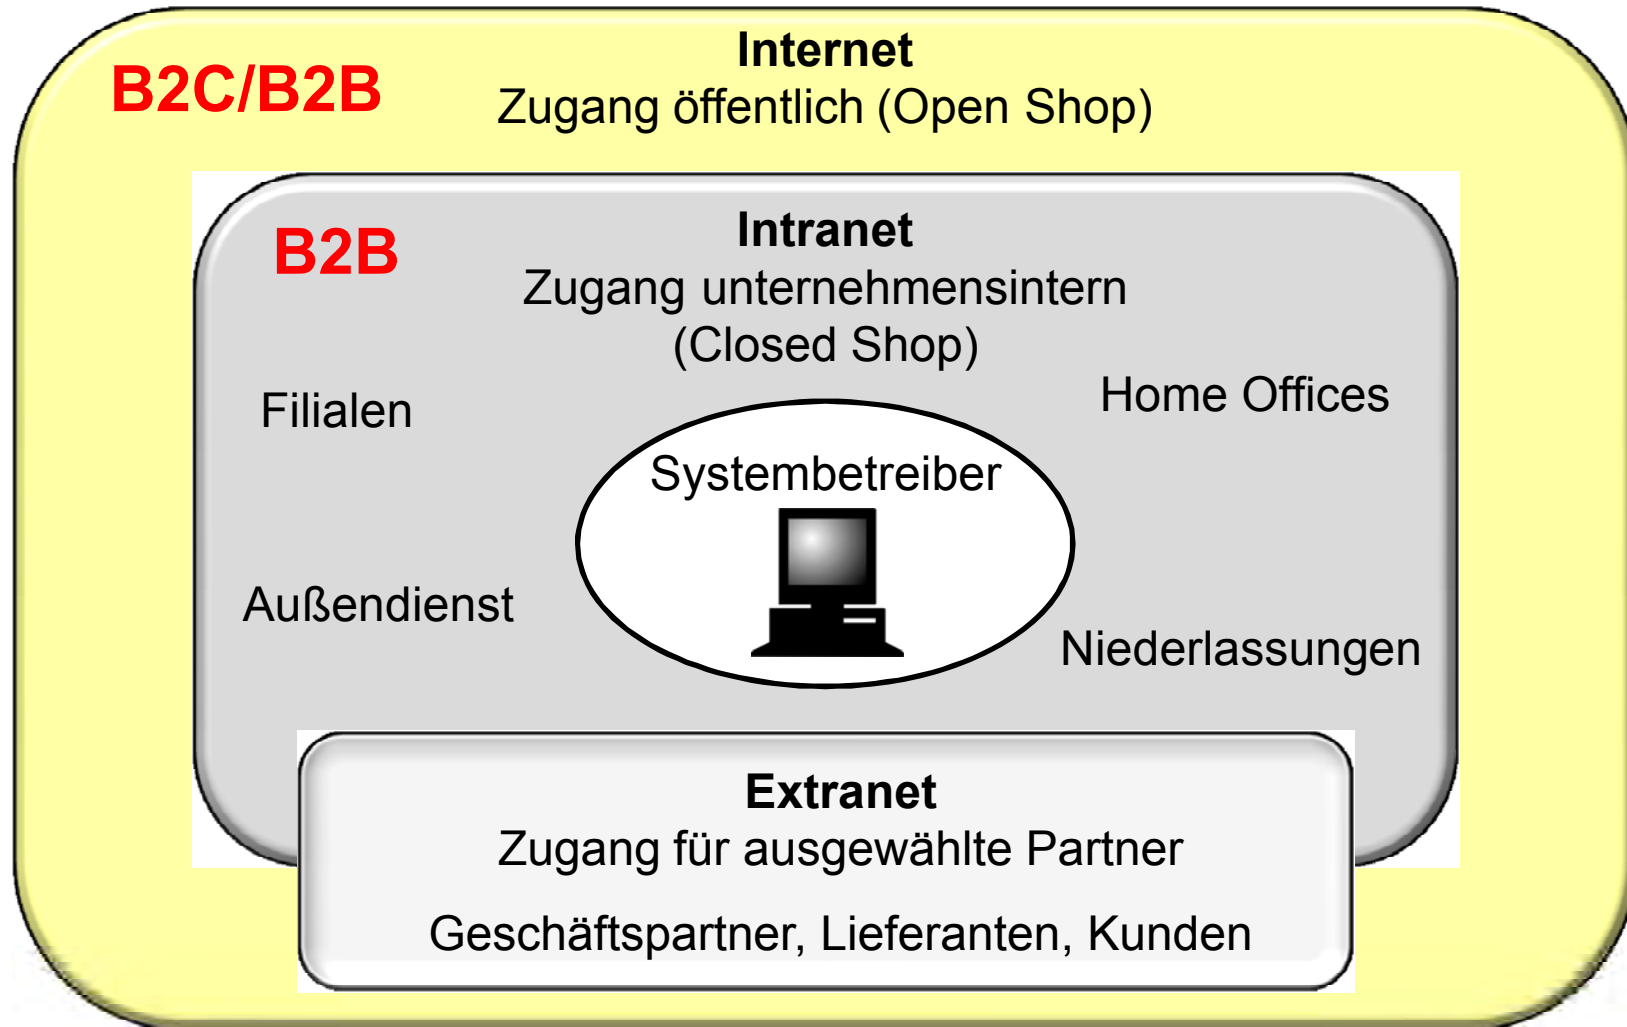 B2C/B2B
Internet
Zugang öffentlich (Open Shop)
B2B
Intranet
Zugang unternehmensintern
(Closed Shop)
Filialen
Home Offices
Systembetreiber
Außendienst
Niederlassungen
Extranet
Zugang für ausgewählte Partner
Geschäftspartner, Lieferanten, Kunden